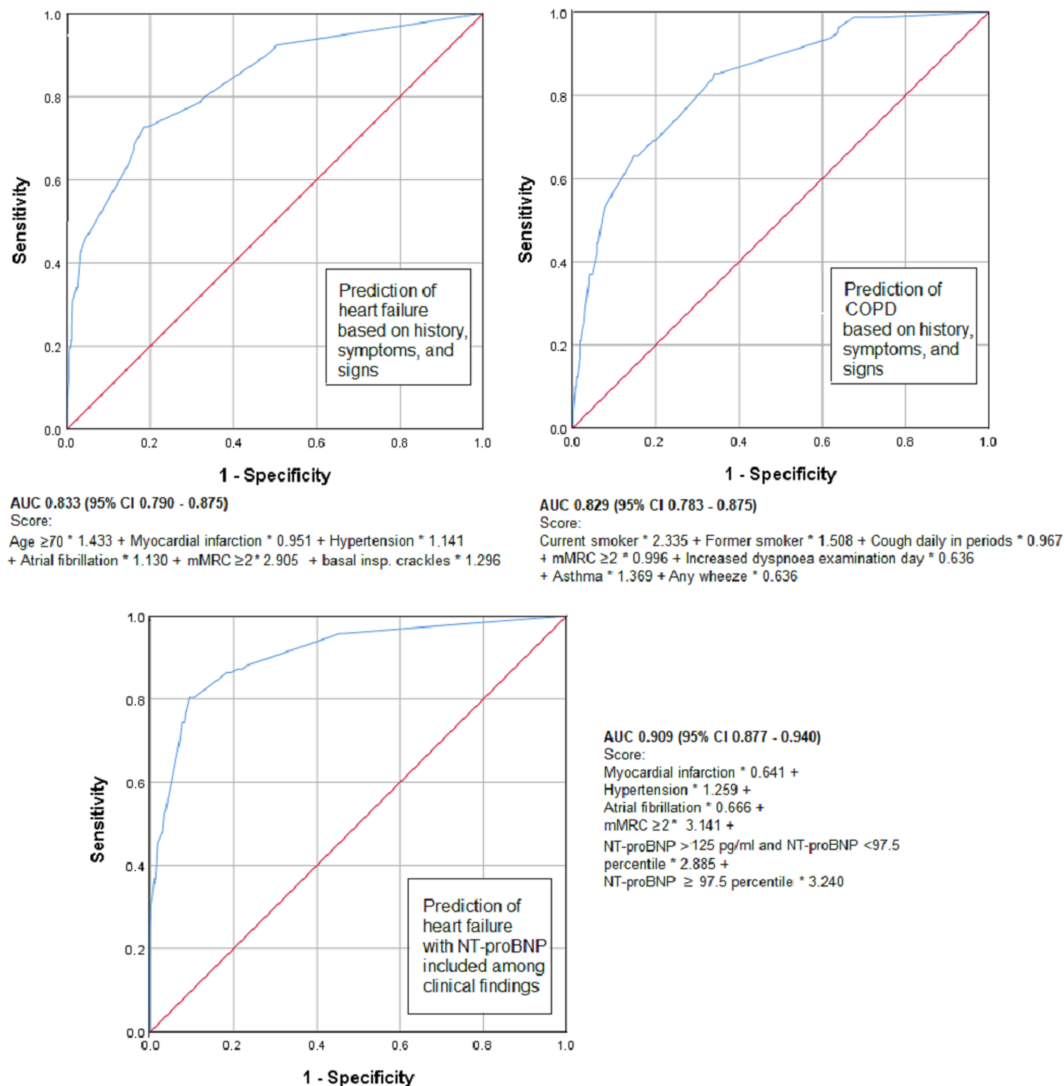 1.0
0.8
0.6
0.4
0.2
0.0
Sensitivity
0.0
0.2
0.4
0.6
0.8
1.0
1 - Specificity
Prediction of
heart failure
based on history,
symptoms, and
signs
AUC 0.833 (95% CI 0.790 - 0.875)
Score:
Age ≥70 * 1.433 + Myocardial infarction * 0.951 + Hypertension * 1.141
+ Atrial fibrillation * 1.130 + mMRC ≥2* 2.905 + basal insp. crackles * 1.296
1.0
0.8
0.6
0.4
0.2
0.0
Sensitivity
0.0
0.2
0.4
0.6
0.8
1.0
1 - Specificity
Prediction of
COPD
based on history,
symptoms, and
signs
AUC 0.829 (95% CI 0.783 - 0.875)
Score:
Current smoker * 2.335 + Former smoker * 1.508 + Cough daily in periods * 0.967
+ mMRC ≥2 * 0.996 + Increased dyspnoea examination day * 0.636
+ Asthma * 1.369 + Any wheeze * 0.636
1.0
0.8
0.6
0.4
0.2
0.0
Sensitivity
0.0
0.2
0.4
0.6
0.8
1.0
1 - Specificity
Prediction of
heart failure
with NT-proBNP
included among
clinical findings
AUC 0.909 (95% CI 0.877 - 0.940)
Score:
Myocardial infarction * 0.641 +
Hypertension * 1.259 +
Atrial fibrillation * 0.666 +
mMRC ≥2* 3.141 +
NT-proBNP >125 pg/ml and NT-proBNP <97.5
percentile * 2.885 +
NT-proBNP ≥ 97.5 percentile * 3.240